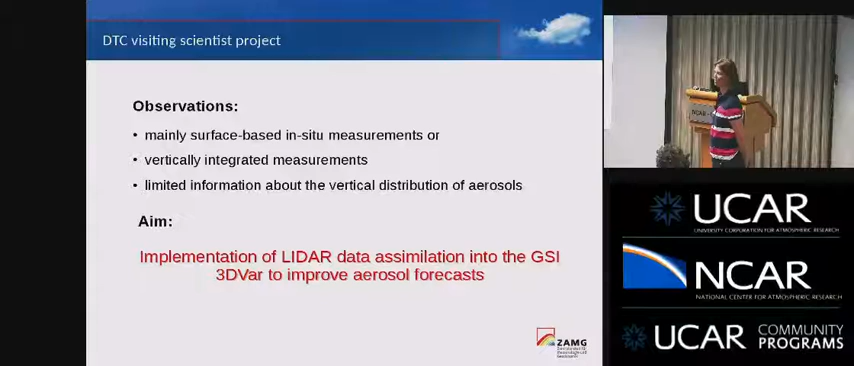 DTC visiting scientist project
Observations:
• mainly surface-based in-situ measurements or
• vertically integrated measurements
• limited information about the vertical distribution of aerosols
Aim:
Implementation of LIDAR data assimilation into the GSI
3DVar to improve aerosol forecasts
ZAMG
NCAR
UCAR
UNIVERSITY CORPORATION FOR ATMOSPHERIC RESEARCH
NCAR
NATIONAL CENTER FOR ATMOSPHERIC RESEARCH
UCAR COMMUNITY
PROGRAMS